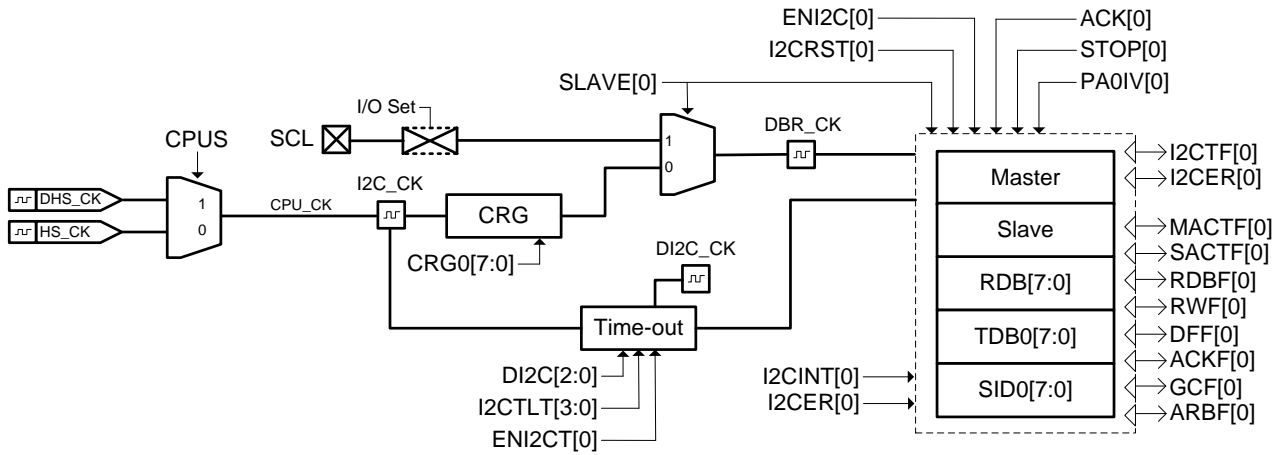 ENI2C[0]
ACK[0]
I2CRST[0]
STOP[0]
SLAVE[0]
PA0IV[0]
I/O Set
CPUS
SCL
1
0
DBR_CK
I2CTF[0]
I2CER[0]
Master
DHS_CK
HS_CK
1
0
CPU_CK
I2C_CK
CRG
CRG0[7:0]
Slave
MACTF[0]
SACTF[0]
DI2C_CK
RDB[7:0]
RDBF[0]
RWF[0]
Time-out
TDB0[7:0]
DFF[0]
ACKF[0]
DI2C[2:0]
I2CTLT[3:0]
ENI2CT[0]
I2CINT[0]
I2CER[0]
SID0[7:0]
GCF[0]
ARBF[0]